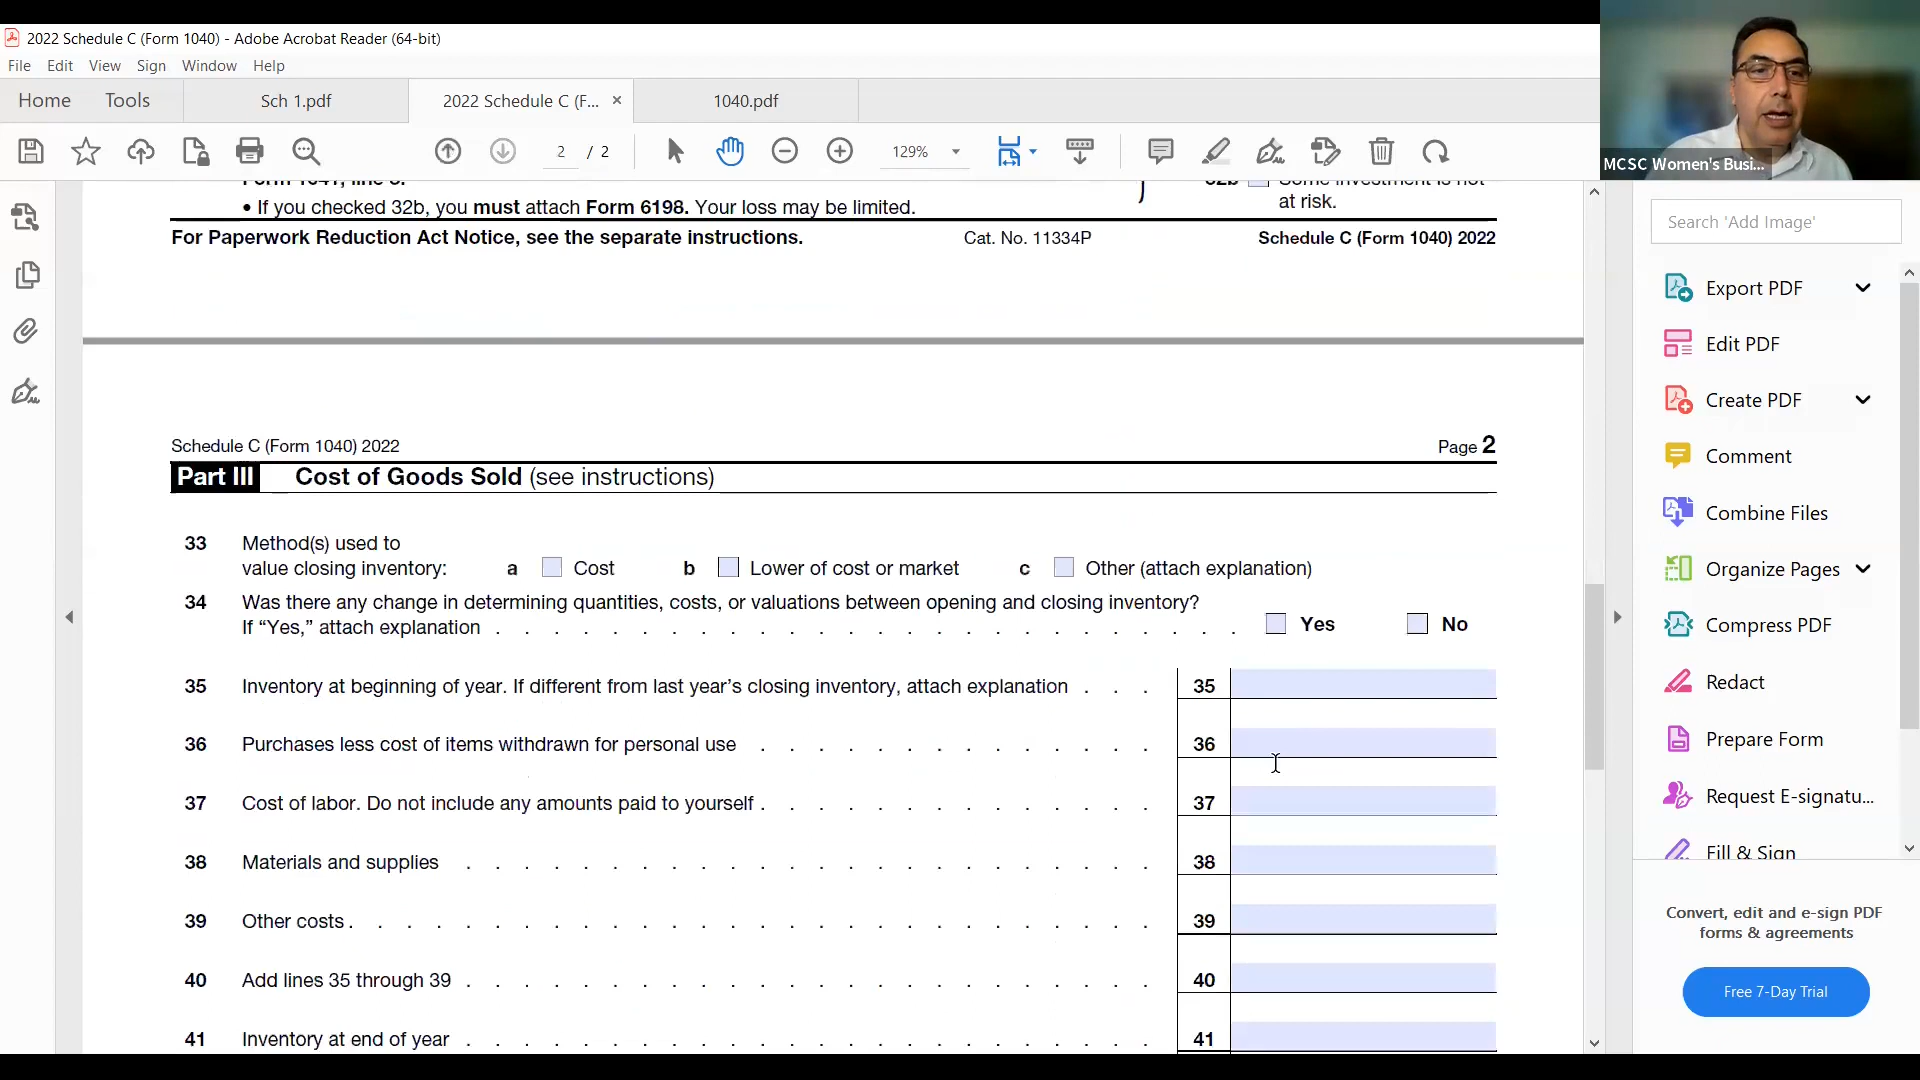 2022 Schedule C (Form 1040) - Adobe Acrobat Reader (64-bit)
File Edit View Sign Window Help
Home Tools Sch 1.pdf 2022 Schedule C (F... × 1040.pdf
2 / 2 129%
MCSC Women's Busi...
Form 1041, line 3.
32b Some investment is not
• If you checked 32b, you must attach Form 6198. Your loss may be limited.
at risk.
For Paperwork Reduction Act Notice, see the separate instructions. Cat. No. 11334P Schedule C (Form 1040) 2022
Schedule C (Form 1040) 2022 Page 2
Part III Cost of Goods Sold (see instructions)
33 Method(s) used to
value closing inventory: a Cost b Lower of cost or market c Other (attach explanation)
34 Was there any change in determining quantities, costs, or valuations between opening and closing inventory?
If “Yes,” attach explanation . . . . . . . . . . . . . . . . . . . . . . . . . . Yes No
35 Inventory at beginning of year. If different from last year’s closing inventory, attach explanation . . . 35
36 Purchases less cost of items withdrawn for personal use . . . . . . . . . . . . . . 36
37 Cost of labor. Do not include any amounts paid to yourself . . . . . . . . . . . . . . 37
38 Materials and supplies . . . . . . . . . . . . . . . . . . . . . . . . 38
39 Other costs . . . . . . . . . . . . . . . . . . . . . . . . . . . . 39
40 Add lines 35 through 39 . . . . . . . . . . . . . . . . . . . . . . . . 40
41 Inventory at end of year . . . . . . . . . . . . . . . . . . . . . . . . 41
Search 'Add Image'
Export PDF
Edit PDF
Create PDF
Comment
Combine Files
Organize Pages
Compress PDF
Redact
Prepare Form
Request E-signatu...
Fill & Sign
Convert, edit and e-sign PDF
forms & agreements
Free 7-Day Trial